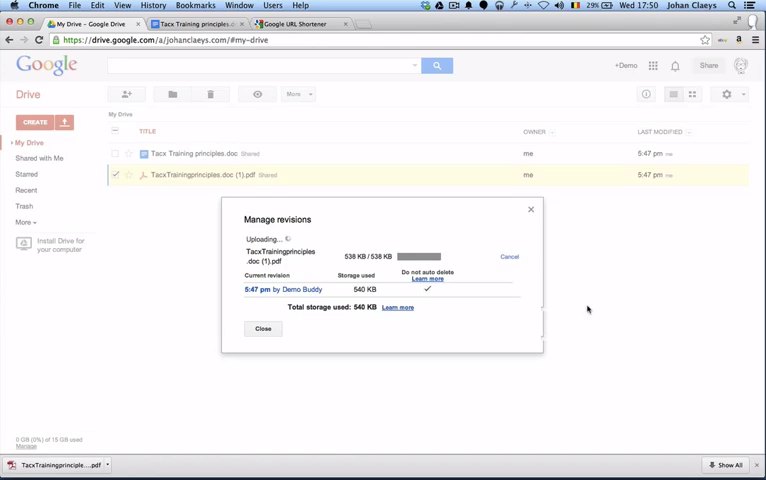 Chrome File Edit View History Bookmarks Window Users Help 29% Wed 17:50 Johan Claeys
My Drive – Google Drive Tacx Training principles.doc Google URL Shortener
https://drive.google.com/a/johanclaeys.com/#my-drive
Google +Demo Share
Drive More
My Drive
CREATE TITLE OWNER LAST MODIFIED
My Drive
Tacx Training principles.doc Shared me 5:47 pm me
Shared with Me
Starred TacxTrainingprinciples.doc (1).pdf Shared me 5:47 pm me
Recent
Trash
More
Install Drive for
your computer
Manage revisions
Uploading...
TacxTrainingprinciples
.doc (1).pdf 538 KB / 538 KB Cancel
Current revision Storage used Do not auto delete
Learn more
5:47 pm by Demo Buddy 540 KB
Total storage used: 540 KB Learn more
Close
0 GB (0%) of 15 GB used
Manage
TacxTrainingprinciple....pdf Show All